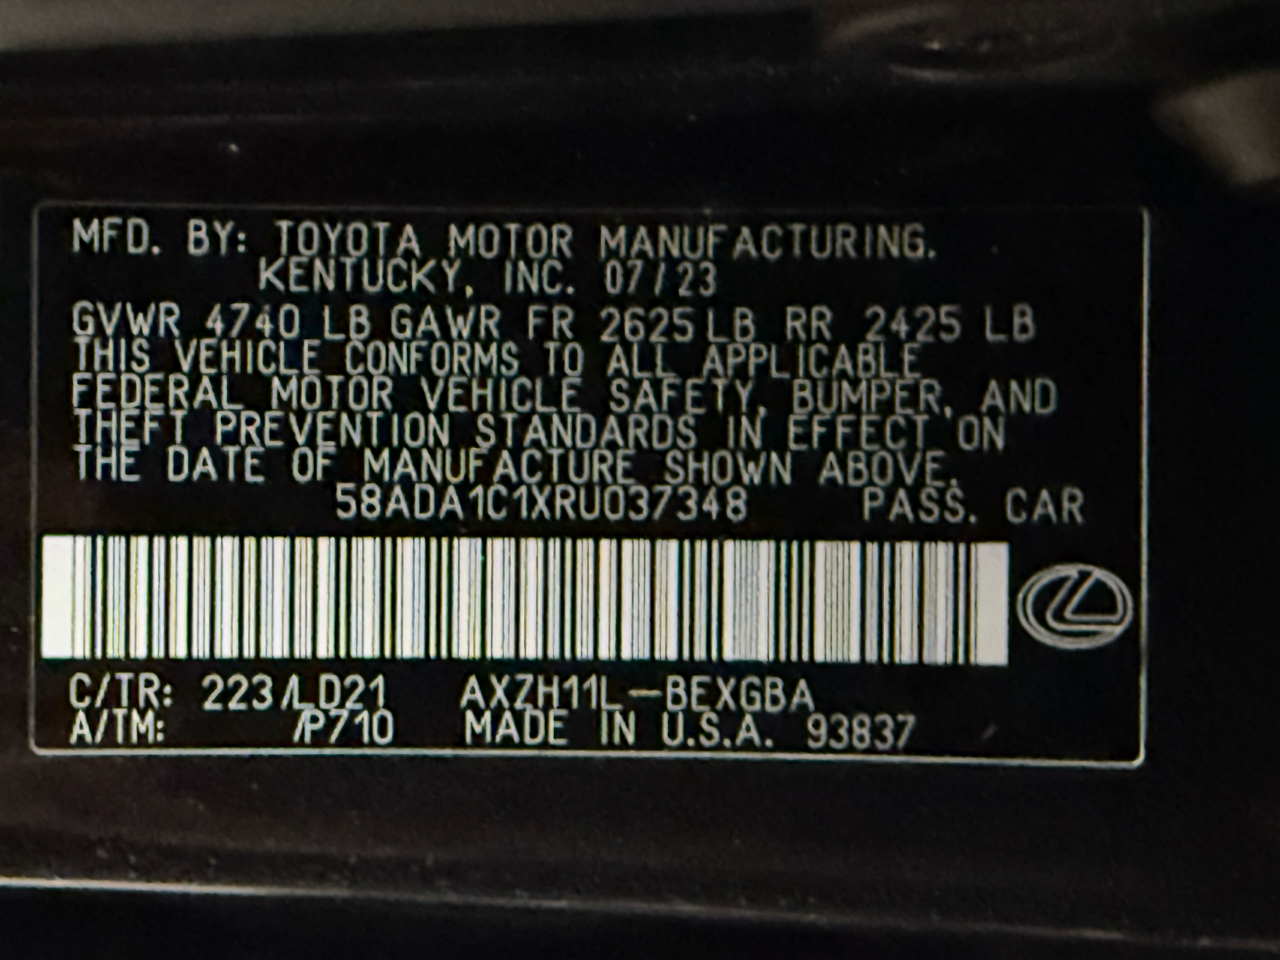 MFD. BY: TOYOTA MOTOR MANUFACTURING.
KENTUCKY, INC. 07/23
GVWR 4740 LB GAWR FR 2625 LB RR 2425 LB
THIS VEHICLE CONFORMS TO ALL APPLICABLE
FEDERAL MOTOR VEHICLE SAFETY, BUMPER, AND
THEFT PREVENTION STANDARDS IN EFFECT ON
THE DATE OF MANUFACTURE SHOWN ABOVE.
58ADA1C1XRU037348 PASS. CAR
C/TR: 223/LD21 AXZH11L-BEXGBA
A/TM: /P710 MADE IN U.S.A. 93837